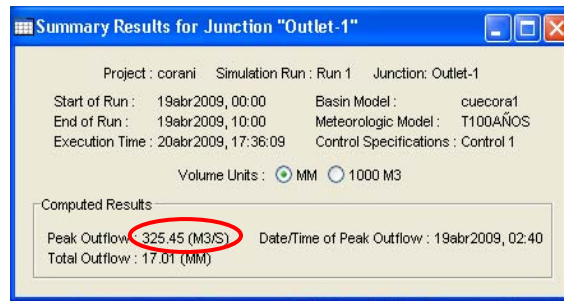 Summary Results for Junction "Outlet-1"
Project : corani Simulation Run : Run 1 Junction: Outlet-1
Start of Run : 19abr2009, 00:00 Basin Model : cuecora1
End of Run : 19abr2009, 10:00 Meteorologic Model : T100AÑOS
Execution Time : 20abr2009, 17:36:09 Control Specifications : Control 1
Volume Units : MM 1000 M3
Computed Results
Peak Outflow : 325.45 (M3/S) Date/Time of Peak Outflow : 19abr2009, 02:40
Total Outflow : 17.01 (MM)